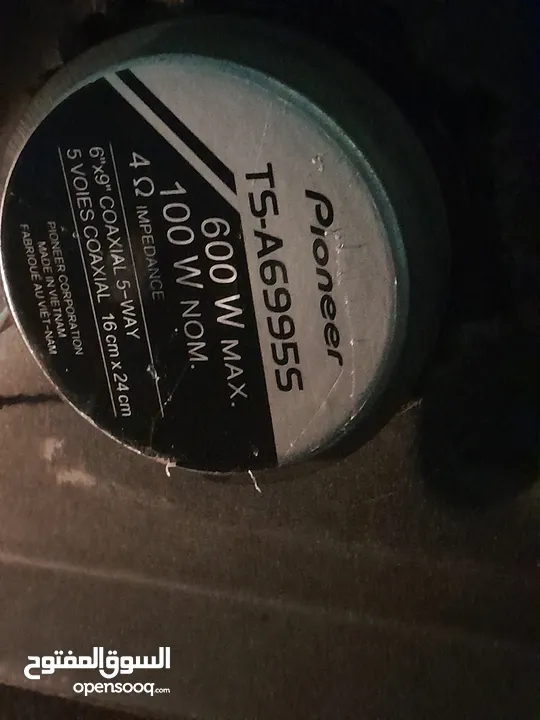 Pioneer
TS-A6995S
600 W MAX.
100 W NOM.
4 Ω IMPEDANCE
6"x9" COAXIAL 5-WAY
5 VOIES COAXIAL 16 cm x 24 cm
PIONEER CORPORATION
MADE IN VIETNAM
FABRIQUÉ AU VIÊT-NAM
السوق المفتوح
opensooq.com